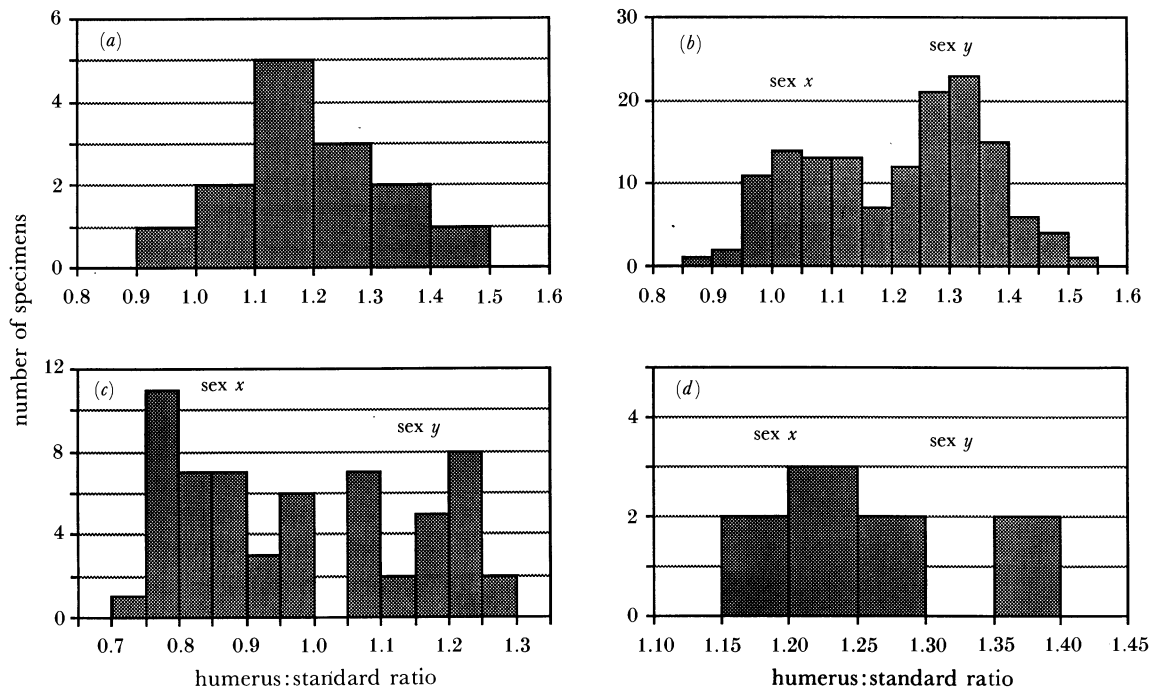 number of specimens
(a)
6
4
2
0
0.8 0.9 1.0 1.1 1.2 1.3 1.4 1.5 1.6
(b)
sex x
sex y
30
20
10
0
0.8 0.9 1.0 1.1 1.2 1.3 1.4 1.5 1.6
(c)
sex x
sex y
12
8
4
0
0.7 0.8 0.9 1.0 1.1 1.2 1.3
humerus:standard ratio
(d)
sex x
sex y
4
2
0
1.10 1.15 1.20 1.25 1.30 1.35 1.40 1.45
humerus:standard ratio